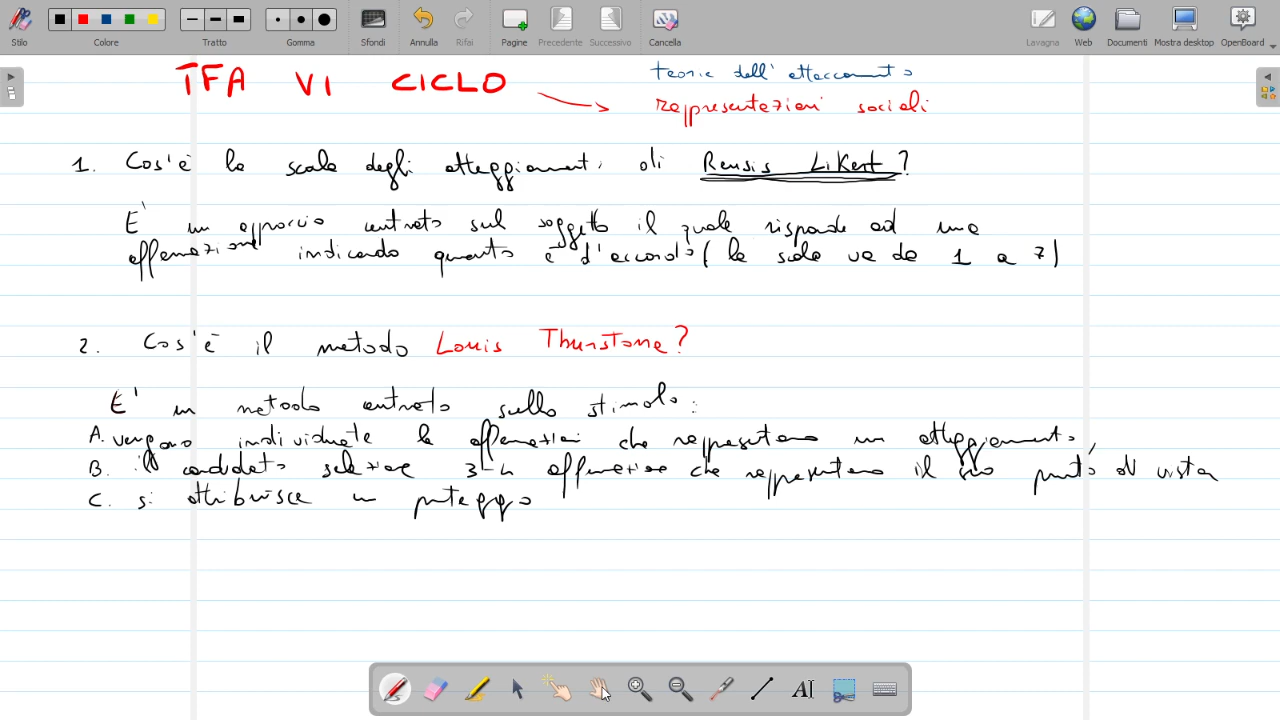 Stilo Colore Tratto Gomma Sfondi Annulla Rifai Pagine Precedente Successivo Cancella Lavagna Web Documenti Mostra desktop OpenBoard
TFA VI CICLO
teorie dell'attaccamento
rappresentazioni sociali
1. Cos'è la scala degli atteggiamenti di Rensis Likert?
E' un approccio centrato sul soggetto il quale risponde ad una
affermazione indicando quanto è d'accordo (la scala va da 1 a 7)
2. Cos'è il metodo Louis Thurstone?
E' un metodo centrato sullo stimolo:
A. vengono individuate le affermazioni che rappresentano un atteggiamento
B. il candidato selezione 3-4 affermazione che rappresentano il suo punto di vista
C. si attribuisce un puteggio